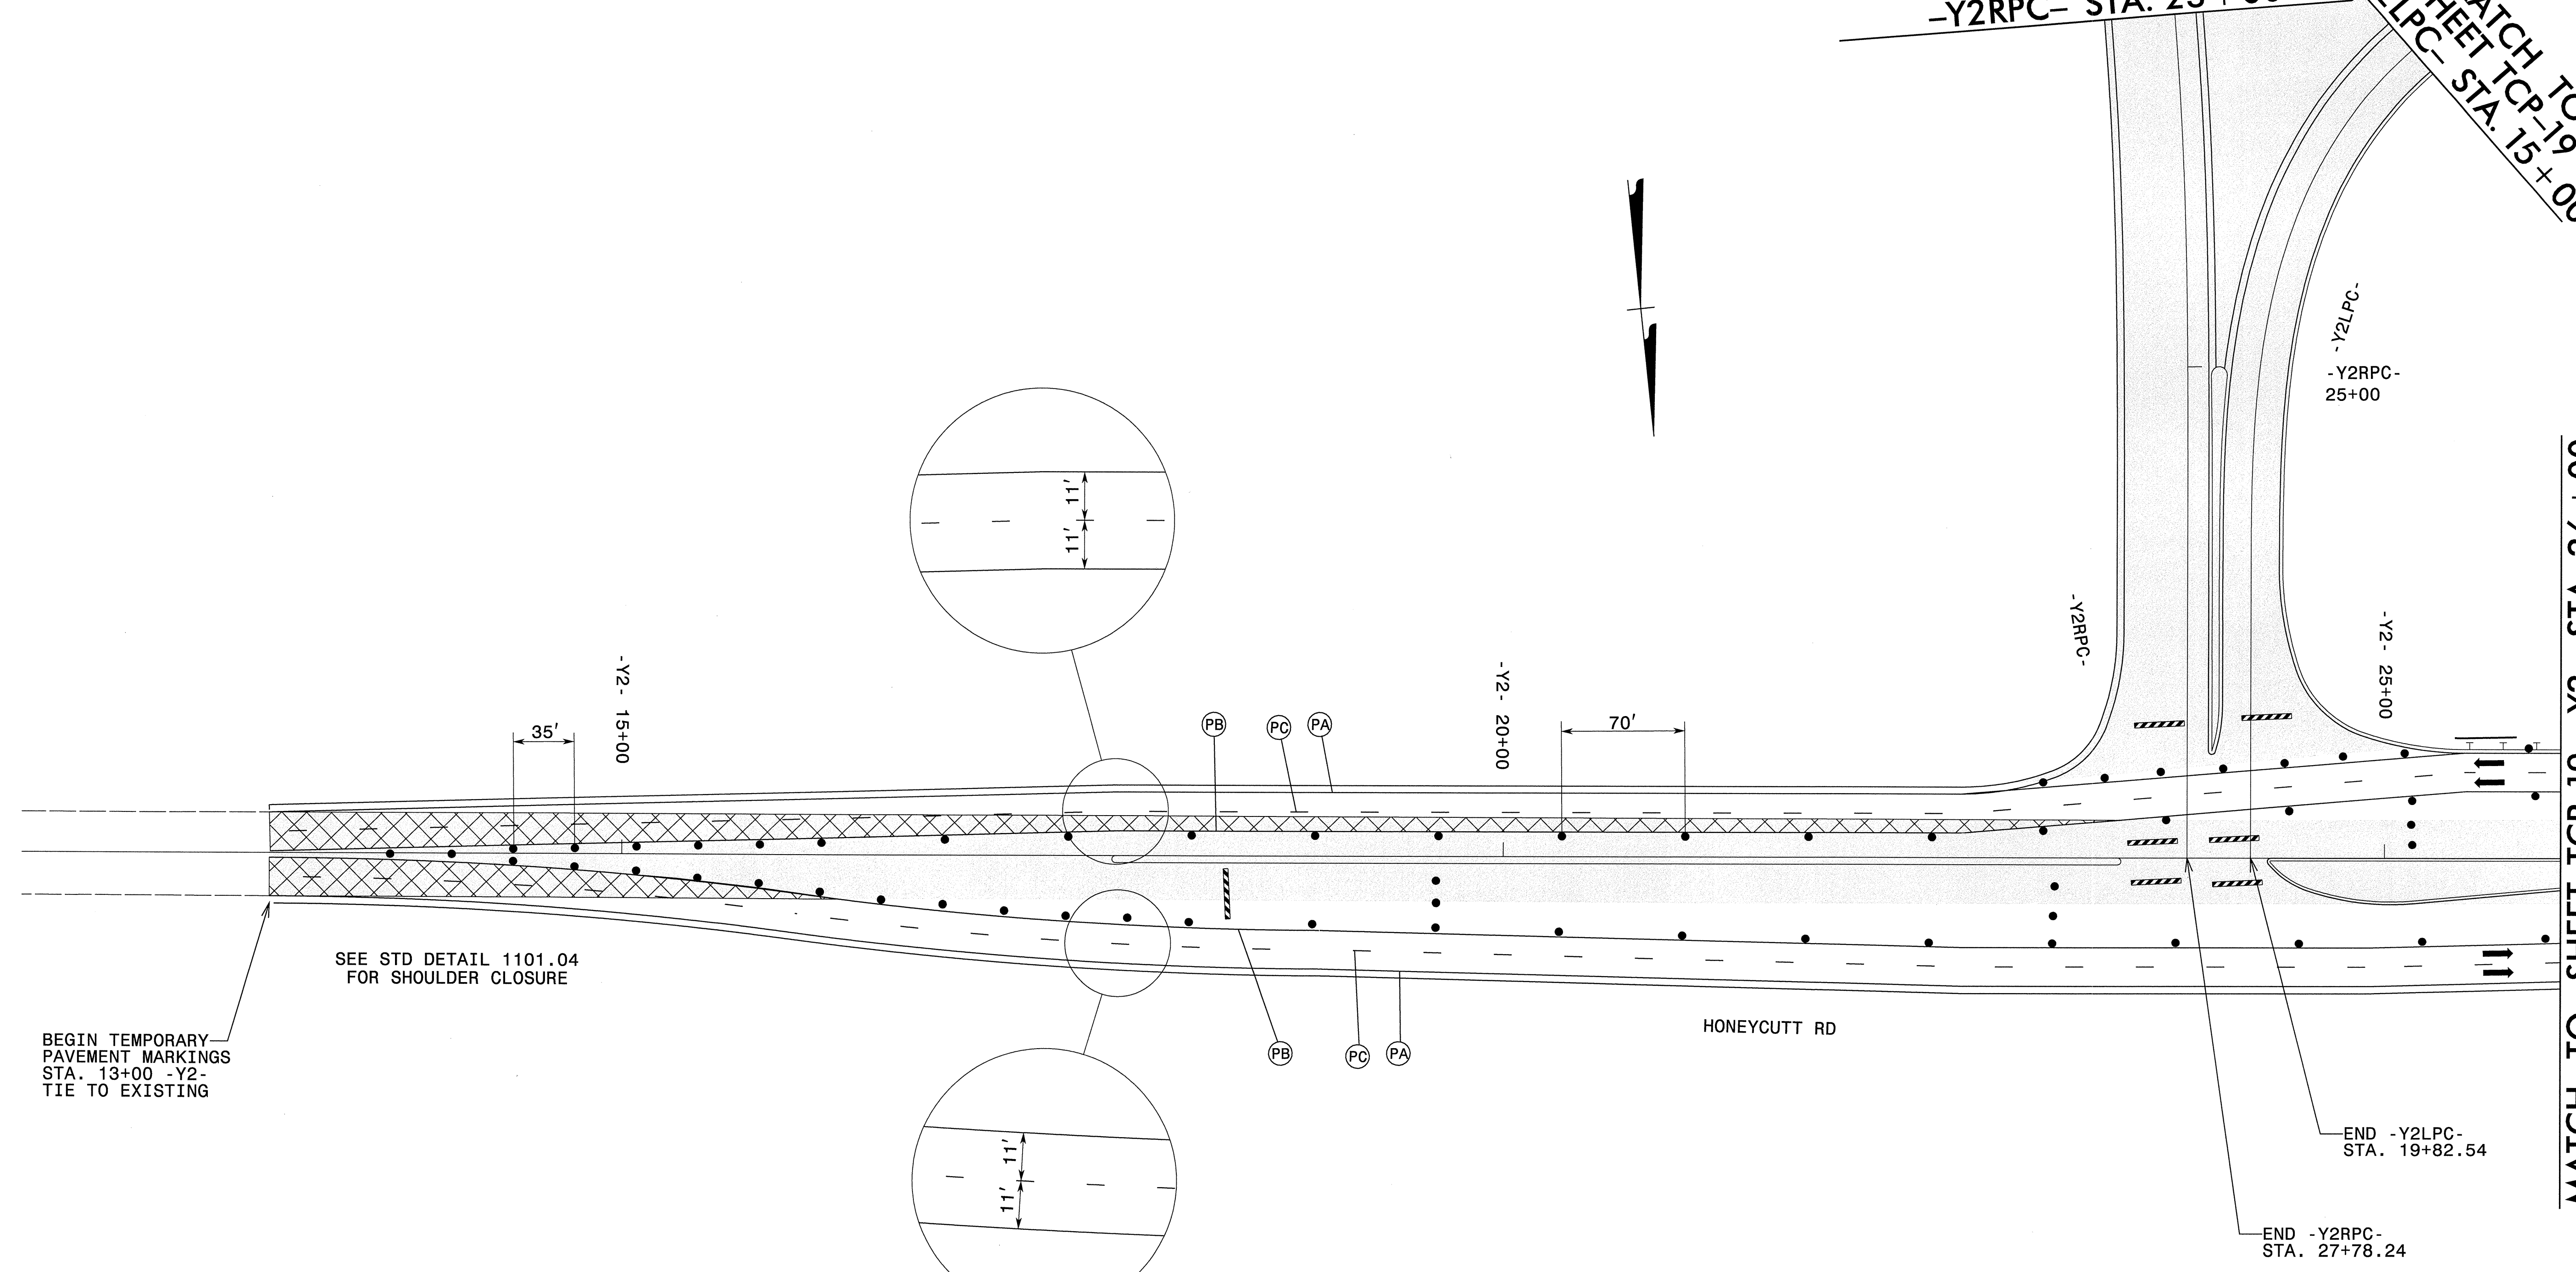 -Y2RPC- STA. 23+00
MATCH TO
SHEET TCP-19
-Y2LPC- STA. 15+00
-Y2LPC-
-Y2RPC-
25+00
-Y2RPC-
-Y2- 25+00
11'
11'
-Y2- 15+00
-Y2- 20+00
35'
70'
PB
PC
PA
SEE STD DETAIL 1101.04
FOR SHOULDER CLOSURE
BEGIN TEMPORARY
PAVEMENT MARKINGS
STA. 13+00 -Y2-
TIE TO EXISTING
HONEYCUTT RD
PB
PC
PA
11'
11'
END -Y2LPC-
STA. 19+82.54
END -Y2RPC-
STA. 27+78.24
MATCH TO SHEET